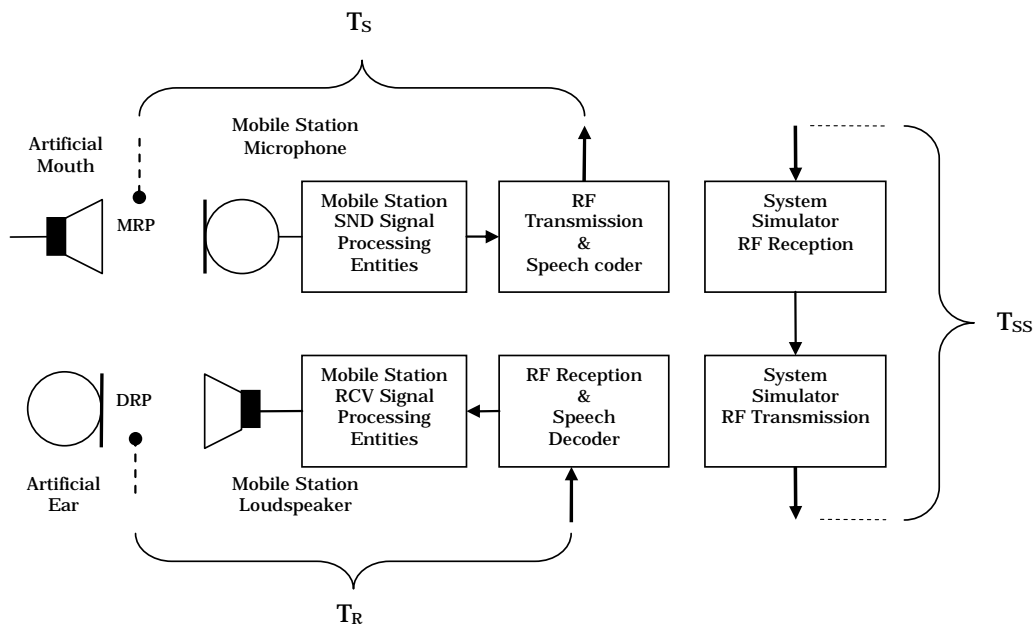 TS
Artificial
Mouth
MRP
Mobile Station
Microphone
Mobile Station
SND Signal
Processing
Entities
RF
Transmission
&
Speech coder
System
Simulator
RF Reception
TSS
DRP
Artificial
Ear
Mobile Station
Loudspeaker
Mobile Station
RCV Signal
Processing
Entities
RF Reception
&
Speech
Decoder
System
Simulator
RF Transmission
TR